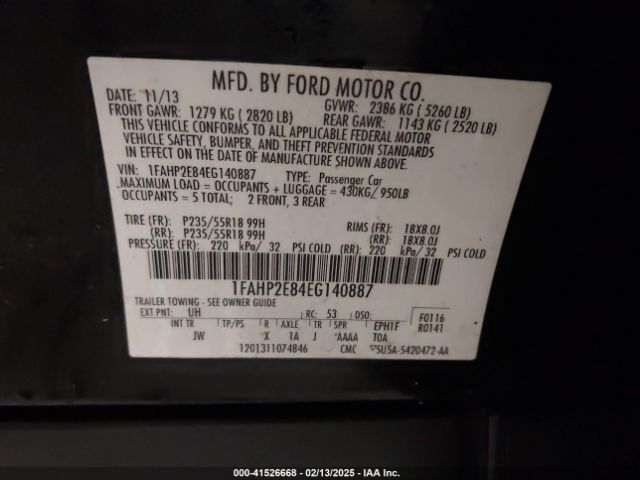 MFD. BY FORD MOTOR CO.
DATE: 11/13
GVWR: 2386 KG ( 5260 LB)
FRONT GAWR: 1279 KG ( 2820 LB)
REAR GAWR: 1143 KG ( 2520 LB)
THIS VEHICLE CONFORMS TO ALL APPLICABLE FEDERAL MOTOR
VEHICLE SAFETY, BUMPER, AND THEFT PREVENTION STANDARDS
IN EFFECT ON THE DATE OF MANUFACTURE SHOWN ABOVE.
VIN: 1FAHP2E84EG140887 TYPE: Passenger Car
MAXIMUM LOAD = OCCUPANTS + LUGGAGE = 430KG/ 950LB
OCCUPANTS = 5 TOTAL; 2 FRONT, 3 REAR
TIRE (FR): P235/55R18 99H RIMS (FR): 18X8.0J
(RR): P235/55R18 99H (RR): 18X8.0J
PRESSURE (FR): 220 kPa/ 32 PSI COLD (RR): 220 kPa/ 32 PSI COLD
1FAHP2E84EG140887
TRAILER TOWING - SEE OWNER GUIDE
EXT PNT: UH RC: 53 DSO: F0116
INT TR TP/PS R AXLE TR SPR EPH1F R0141
JW X 1A J AAAA TOA
1201311074846 CMC 5USA-5420472-AA
000-41526668 - 02/13/2025 - IAA Inc.